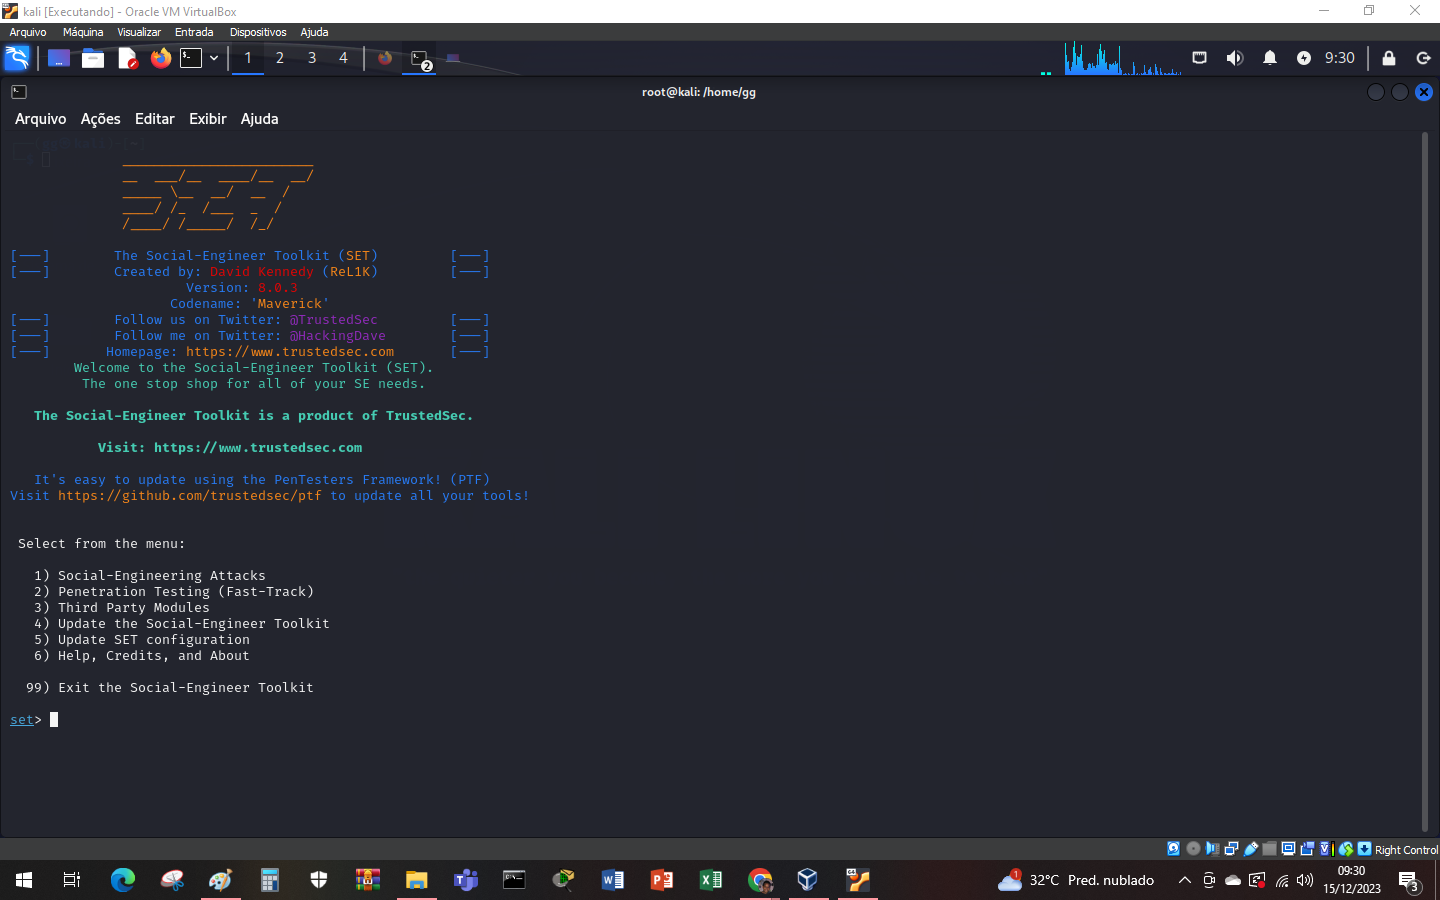 kali [Executando] - Oracle VM VirtualBox
Arquivo Máquina Visualizar Entrada Dispositivos Ajuda
1 2 3 4 2 9:30
root@kali: /home/gg
Arquivo Ações Editar Exibir Ajuda
[---] The Social-Engineer Toolkit (SET) [---]
[---] Created by: David Kennedy (ReL1K) [---]
Version: 8.0.3
Codename: 'Maverick'
[---] Follow us on Twitter: @TrustedSec [---]
[---] Follow me on Twitter: @HackingDave [---]
[---] Homepage: https://www.trustedsec.com [---]
Welcome to the Social-Engineer Toolkit (SET).
The one stop shop for all of your SE needs.
The Social-Engineer Toolkit is a product of TrustedSec.
Visit: https://www.trustedsec.com
It's easy to update using the PenTesters Framework! (PTF)
Visit https://github.com/trustedsec/ptf to update all your tools!
Select from the menu:
1) Social-Engineering Attacks
2) Penetration Testing (Fast-Track)
3) Third Party Modules
4) Update the Social-Engineer Toolkit
5) Update SET configuration
6) Help, Credits, and About
99) Exit the Social-Engineer Toolkit
set>
Right Control
1 32°C Pred. nublado
09:30
15/12/2023
3